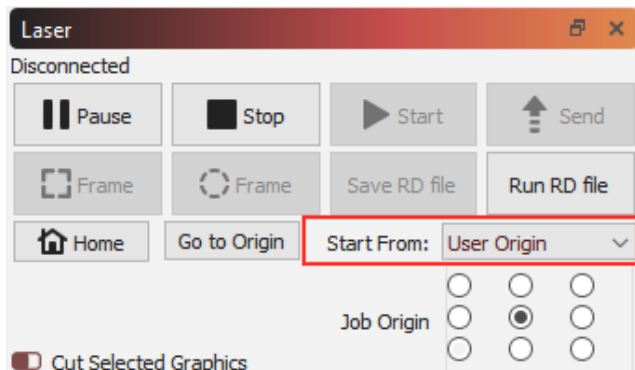 Laser
Disconnected
Pause Stop Start Send
Frame Frame Save RD file Run RD file
Home Go to Origin Start From: User Origin
Job Origin
Cut Selected Graphics